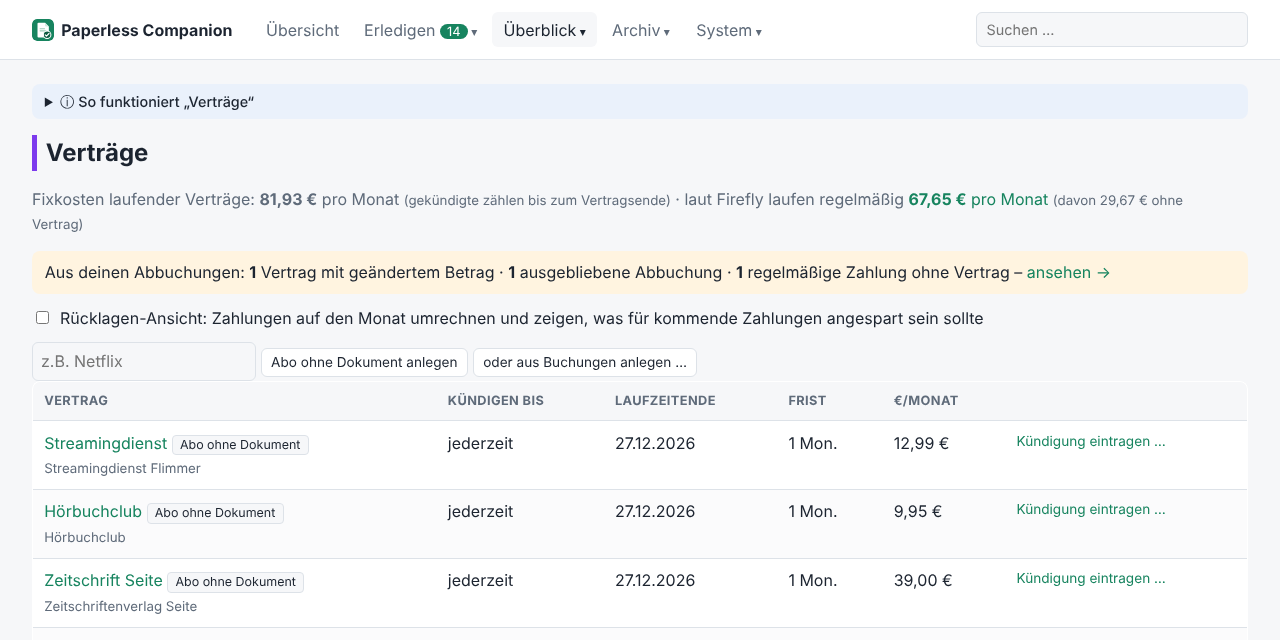 Paperless Companion Übersicht Erledigen 14 ▾ Überblick ▾ Archiv ▾ System ▾ Suchen ...
▶ ⓘ So funktioniert „Verträge“
Verträge
Fixkosten laufender Verträge: 81,93 € pro Monat (gekündigte zählen bis zum Vertragsende) · laut Firefly laufen regelmäßig 67,65 € pro Monat (davon 29,67 € ohne
Vertrag)
Aus deinen Abbuchungen: 1 Vertrag mit geändertem Betrag · 1 ausgebliebene Abbuchung · 1 regelmäßige Zahlung ohne Vertrag – ansehen →
Rücklagen-Ansicht: Zahlungen auf den Monat umrechnen und zeigen, was für kommende Zahlungen angespart sein sollte
z.B. Netflix Abo ohne Dokument anlegen oder aus Buchungen anlegen ...
VERTRAG KÜNDIGEN BIS LAUFZEITENDE FRIST €/MONAT
Streamingdienst Abo ohne Dokument jederzeit 27.12.2026 1 Mon. 12,99 € Kündigung eintragen ...
Streamingdienst Flimmer
Hörbuchclub Abo ohne Dokument jederzeit 27.12.2026 1 Mon. 9,95 € Kündigung eintragen ...
Hörbuchclub
Zeitschrift Seite Abo ohne Dokument jederzeit 27.12.2026 1 Mon. 39,00 € Kündigung eintragen ...
Zeitschriftenverlag Seite